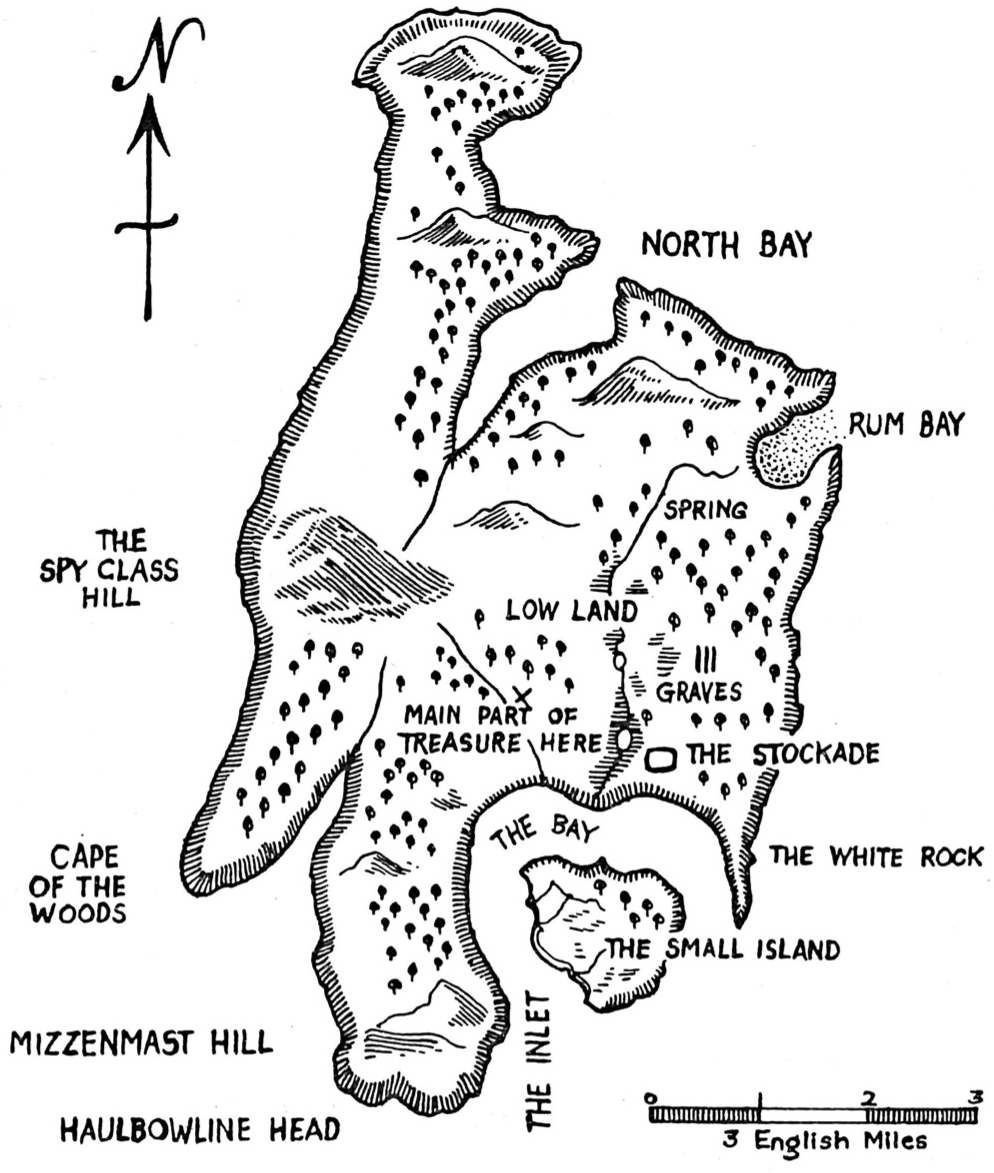 N
NORTH BAY
RUM BAY
SPRING
THE
SPY CLASS
HILL
LOW LAND
GRAVES
MAIN PART OF
TREASURE HERE
THE STOCKADE
THE BAY
THE WHITE ROCK
CAPE
OF THE
WOODS
THE SMALL ISLAND
THE INLET
MIZZENMAST HILL
HAULBOWLINE HEAD
0 1 2 3
3 English Miles